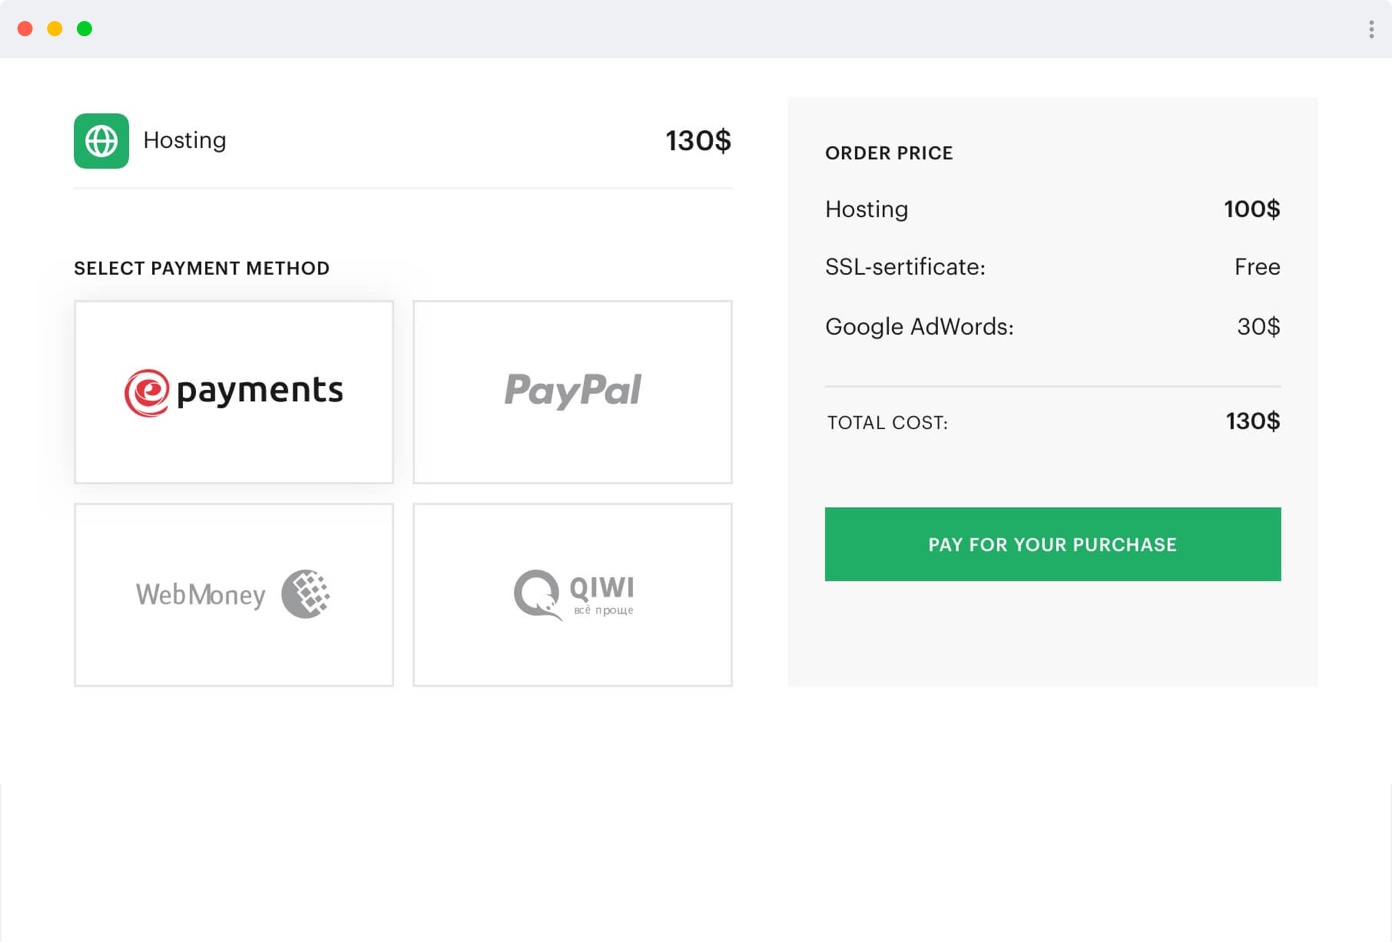 Hosting 130$
SELECT PAYMENT METHOD
epayments
PayPal
WebMoney
QIWI
всё проще
ORDER PRICE
Hosting 100$
SSL-sertificate: Free
Google AdWords: 30$
TOTAL COST: 130$
PAY FOR YOUR PURCHASE